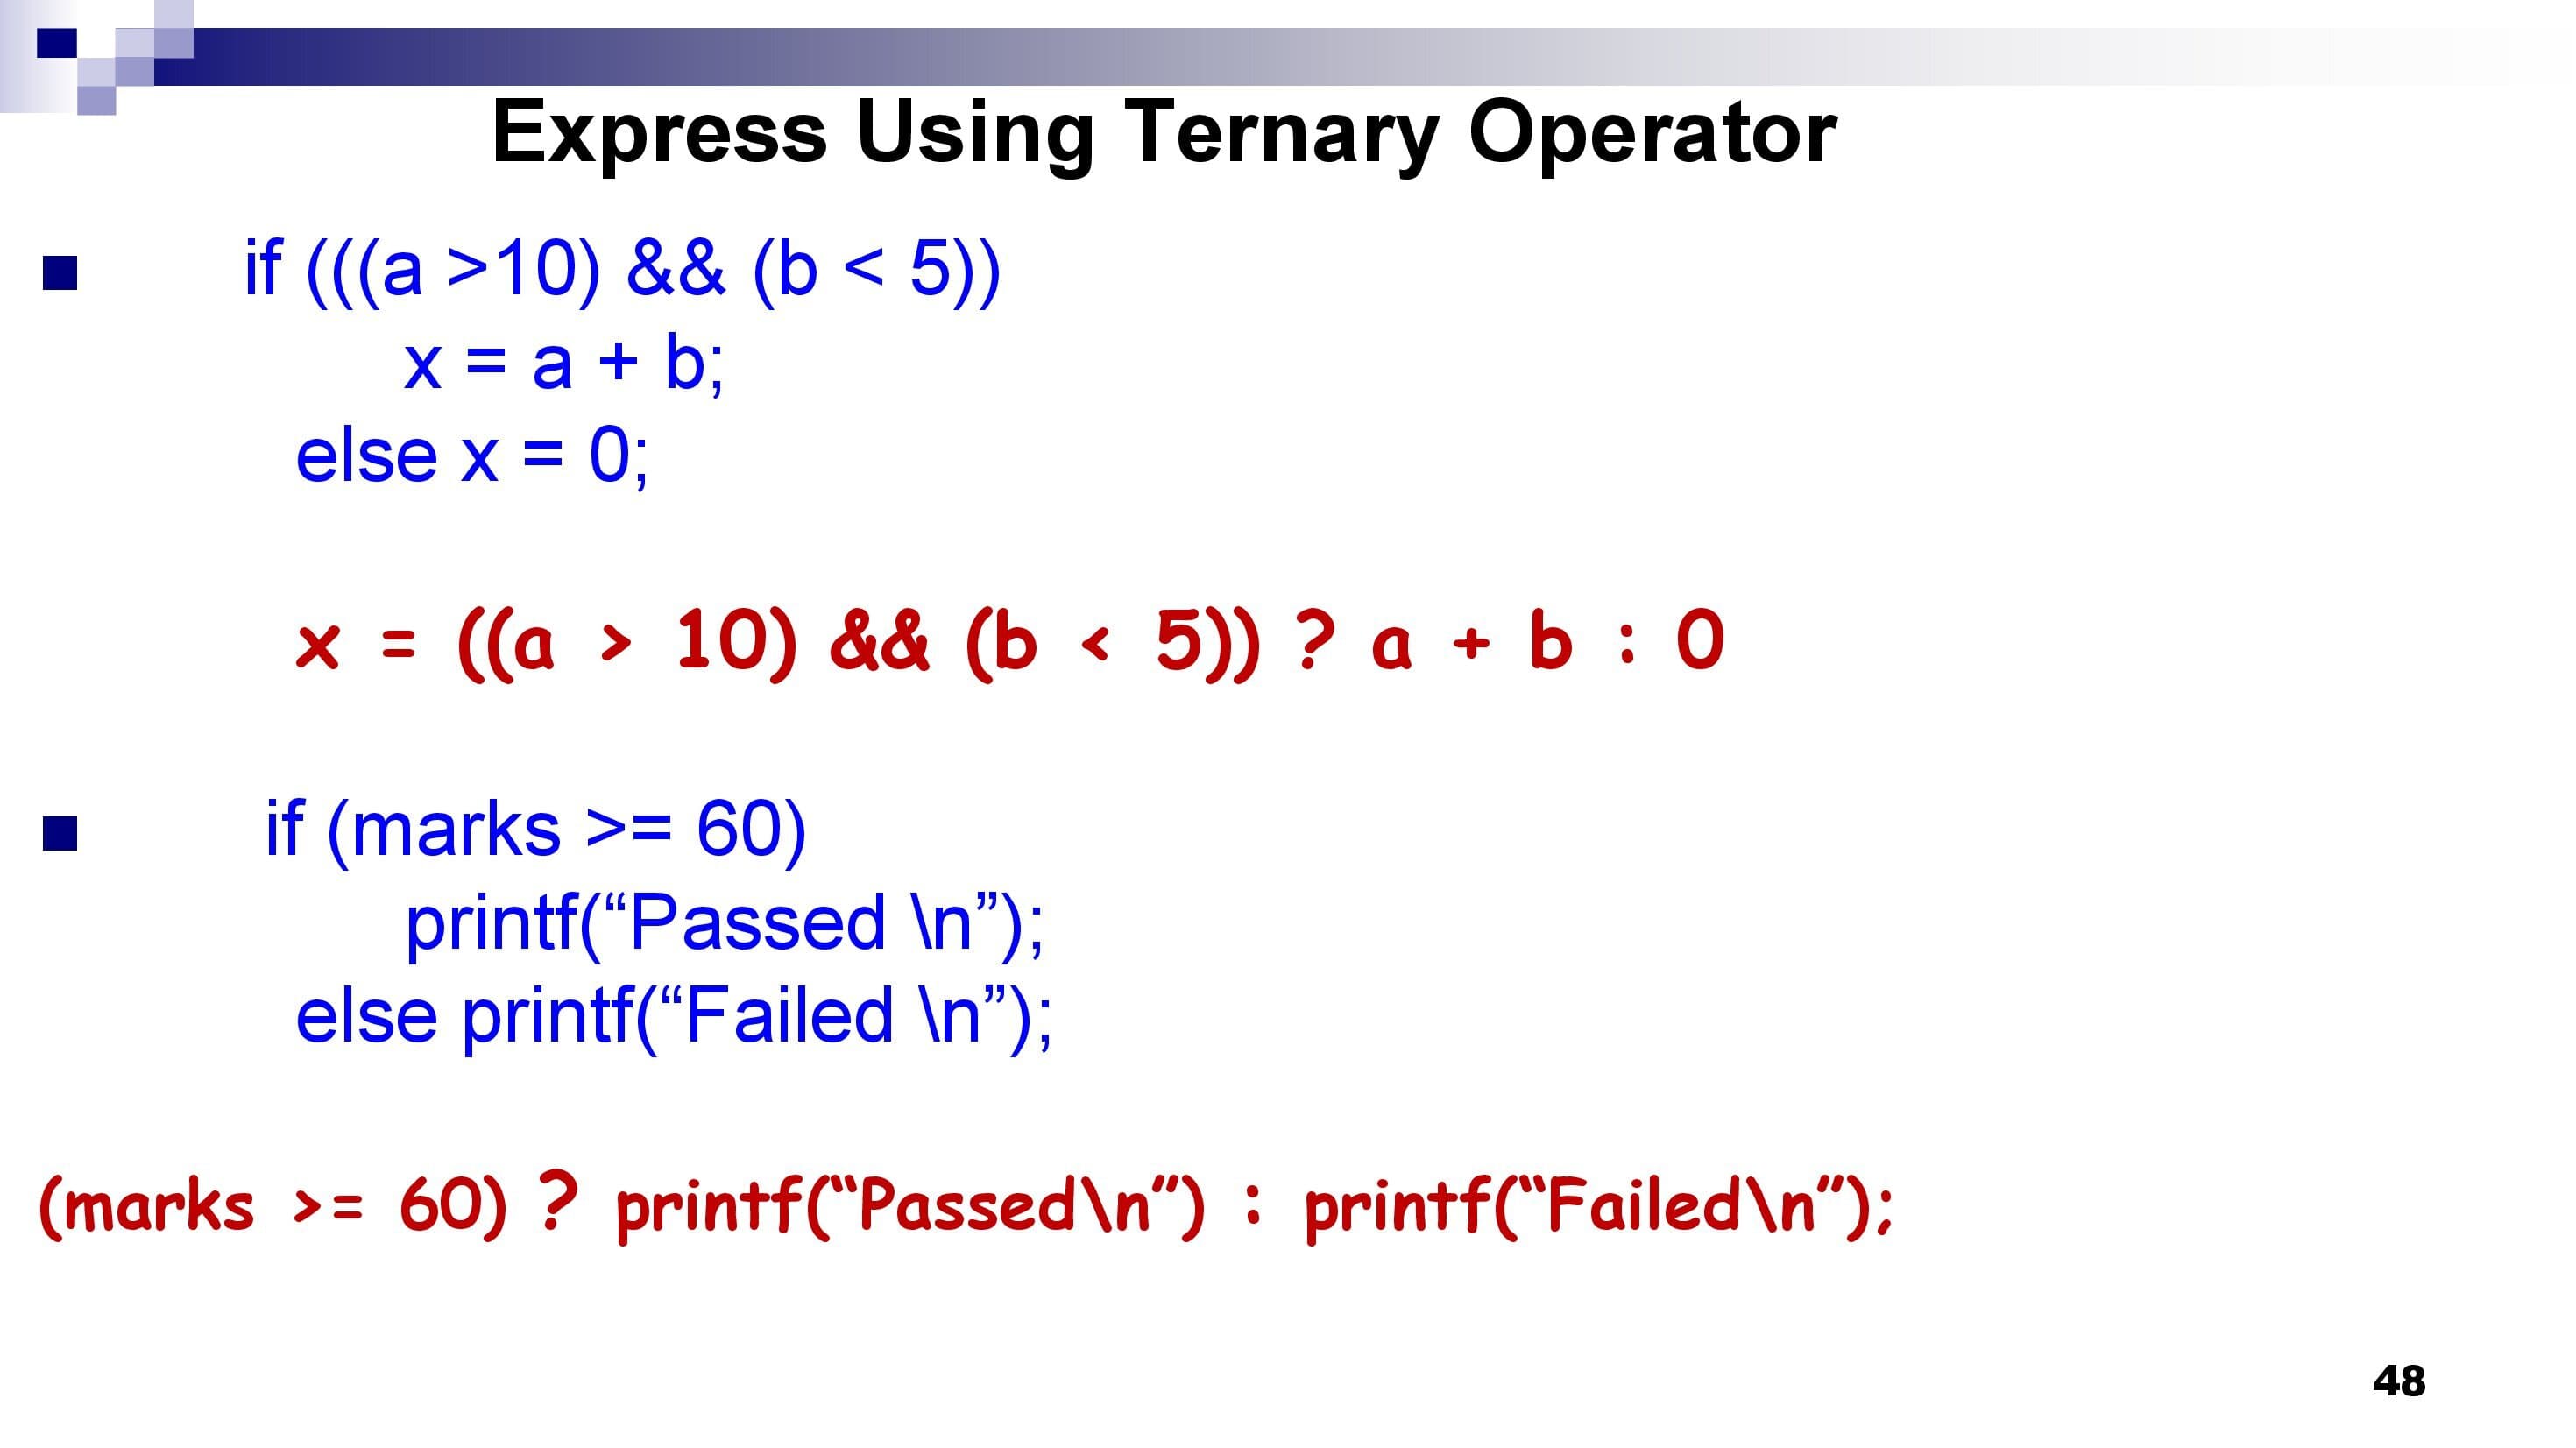 Express Using Ternary Operator
if (((a >10) && (b < 5))
x = a + b;
else x = 0;
x = ((a > 10) && (b < 5)) ? a + b : 0
if (marks >= 60)
printf(“Passed \n”);
else printf(“Failed \n”);
(marks >= 60) ? printf(“Passed\n”) : printf(“Failed\n”);
48